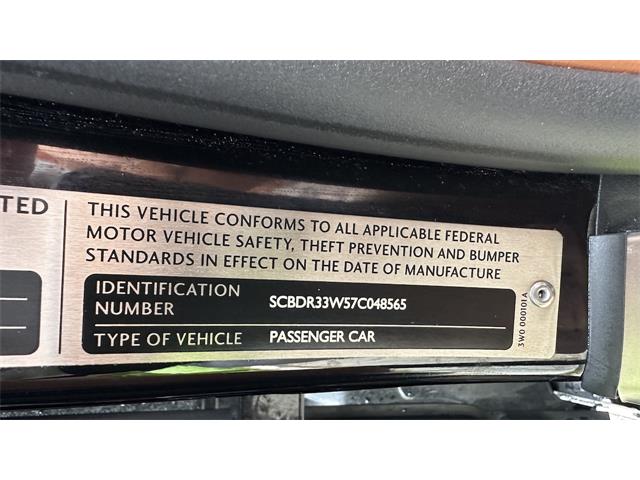 TED
THIS VEHICLE CONFORMS TO ALL APPLICABLE FEDERAL
MOTOR VEHICLE SAFETY, THEFT PREVENTION AND BUMPER
STANDARDS IN EFFECT ON THE DATE OF MANUFACTURE
IDENTIFICATION
NUMBER SCBDR33W57C048565
TYPE OF VEHICLE PASSENGER CAR
3W0 000101A